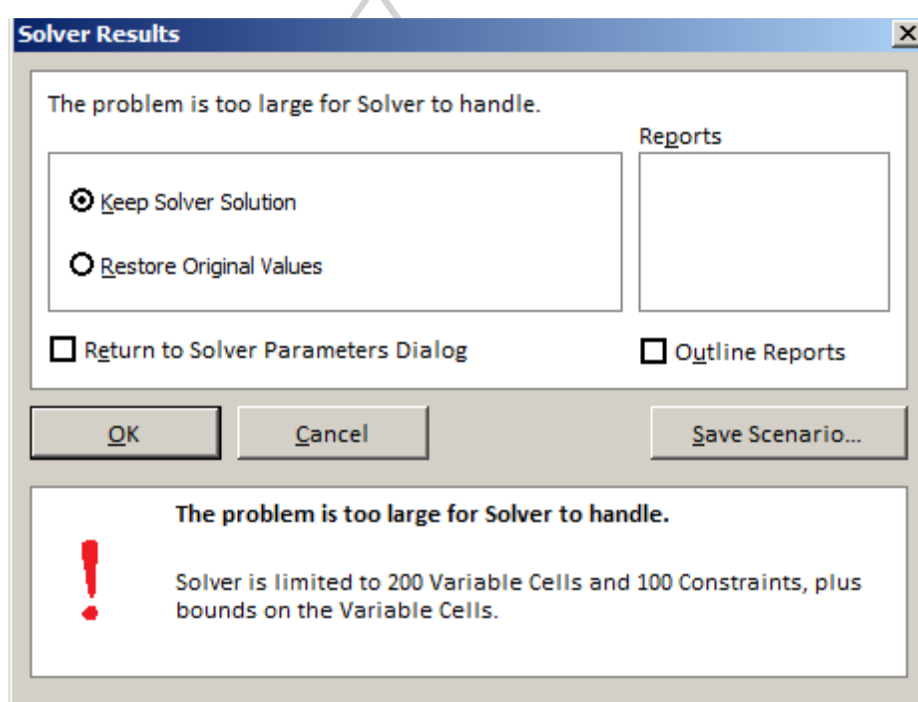 Solver Results
The problem is too large for Solver to handle.
Reports
Keep Solver Solution
Restore Original Values
Return to Solver Parameters Dialog
Outline Reports
OK
Cancel
Save Scenario...
The problem is too large for Solver to handle.
Solver is limited to 200 Variable Cells and 100 Constraints, plus
bounds on the Variable Cells.